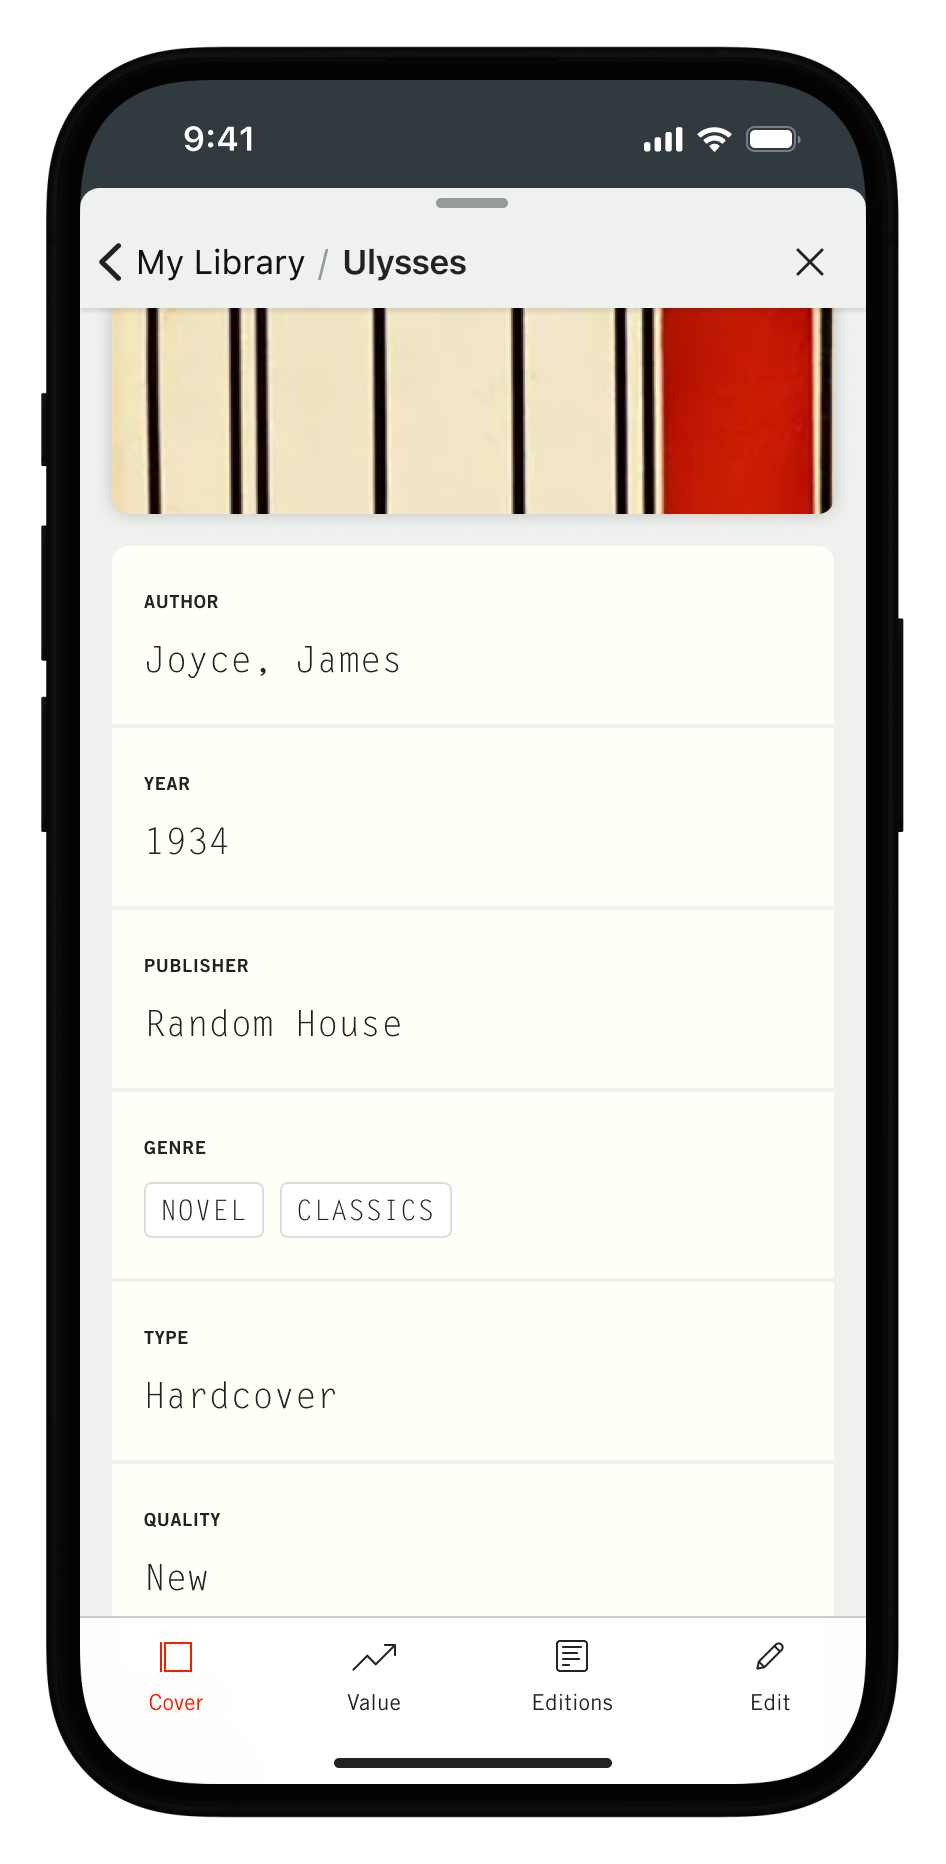 9:41
My Library / Ulysses
AUTHOR
Joyce, James
YEAR
1934
PUBLISHER
Random House
GENRE
NOVEL CLASSICS
TYPE
Hardcover
QUALITY
New
Cover Value Editions Edit